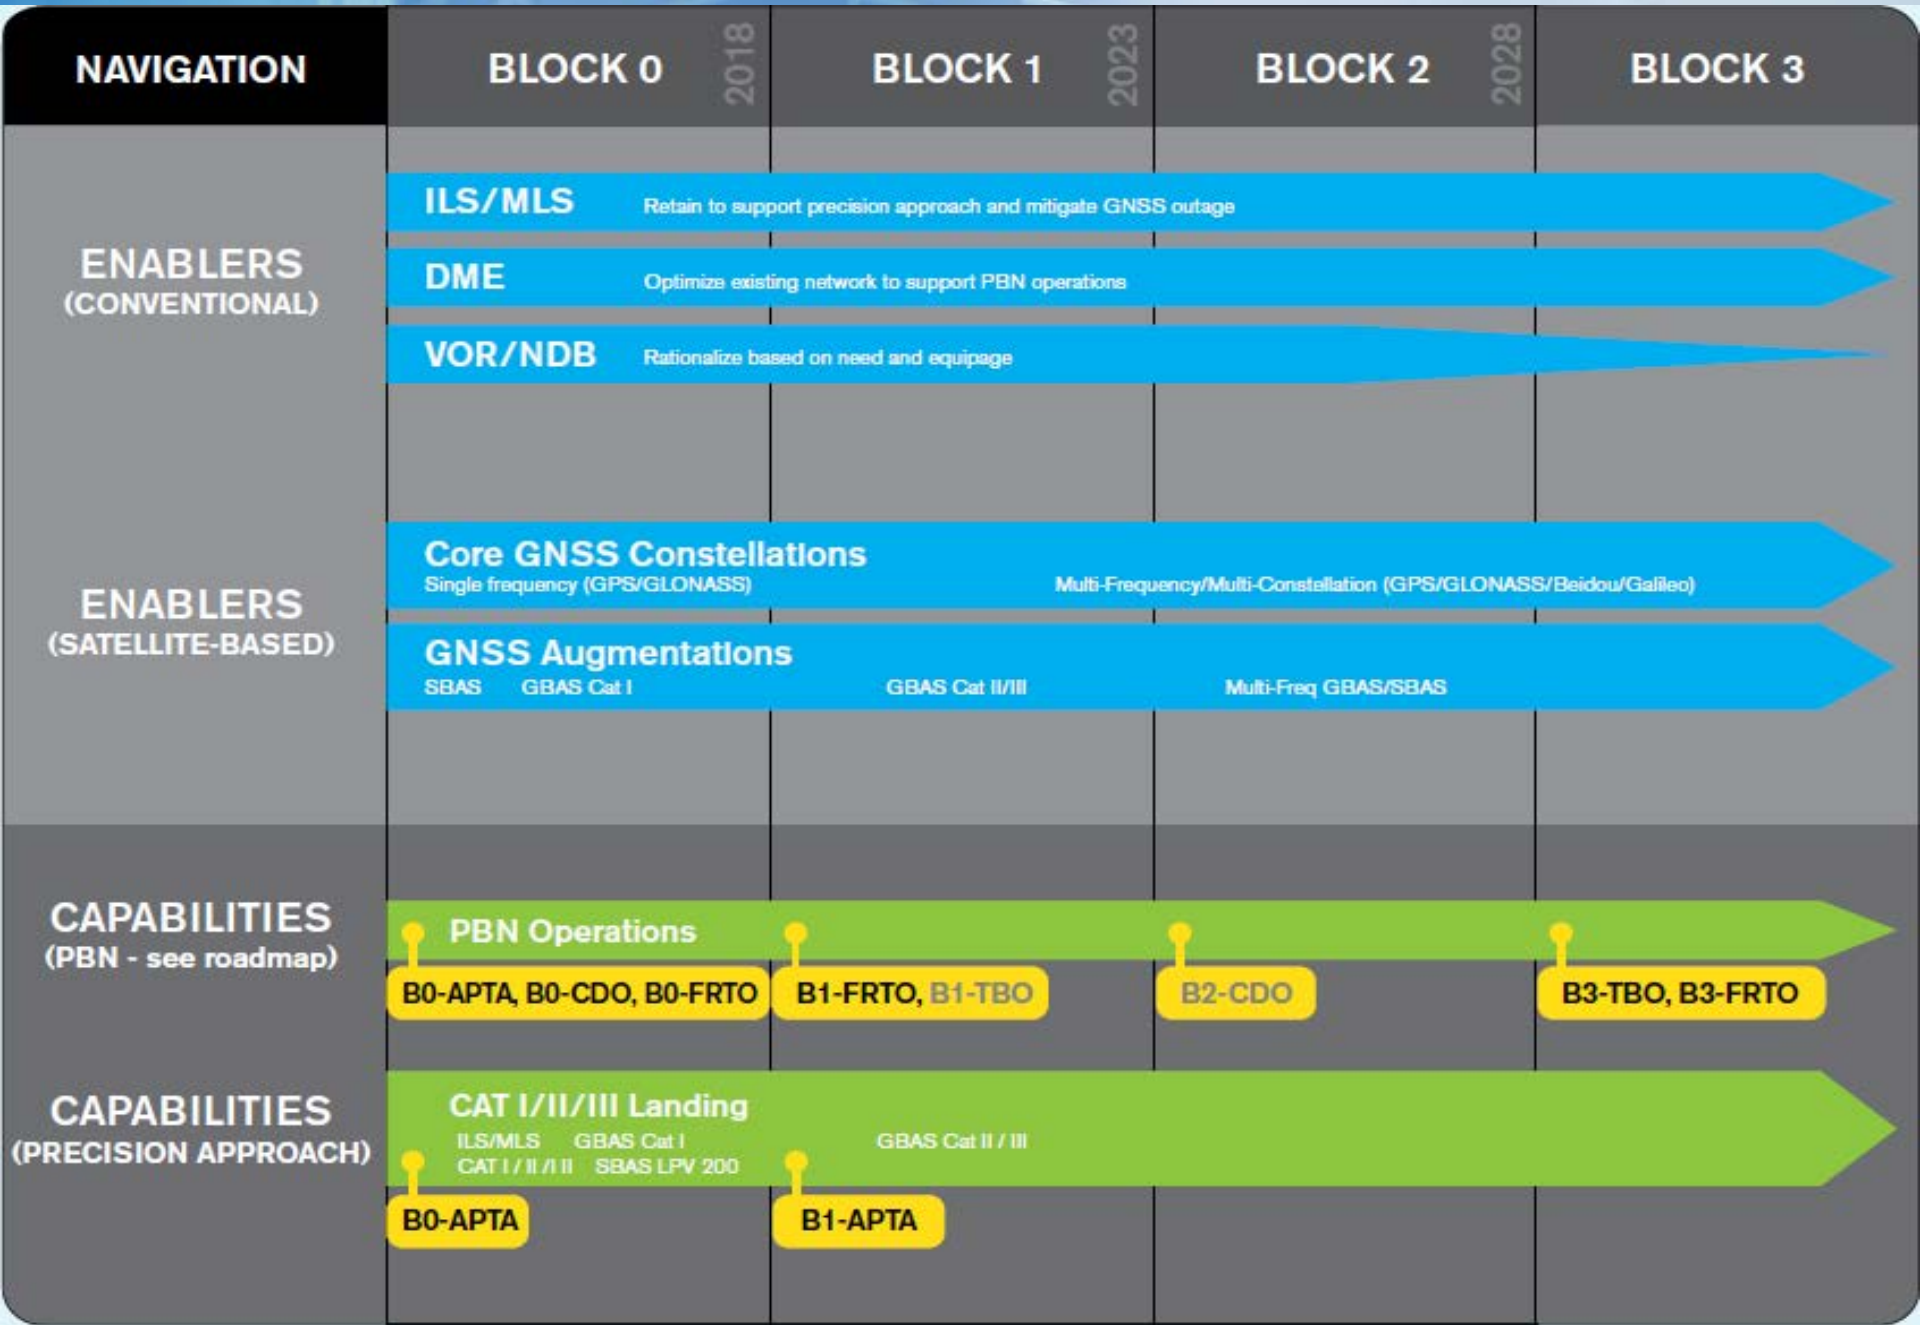 NAVIGATION
BLOCK 0
2018
BLOCK 1
2023
BLOCK 2
2028
BLOCK 3
ENABLERS
(CONVENTIONAL)
ILS/MLS Retain to support precision approach and mitigate GNSS outage
DME Optimize existing network to support PBN operations
VOR/NDB Rationalize based on need and equipage
ENABLERS
(SATELLITE-BASED)
Core GNSS Constellations
Single frequency (GPS/GLONASS) Multi-Frequency/Multi-Constellation (GPS/GLONASS/Beidou/Galileo)
GNSS Augmentations
SBAS GBAS Cat I GBAS Cat II/III Multi-Freq GBAS/SBAS
CAPABILITIES
(PBN - see roadmap)
PBN Operations
B0-APTA, B0-CDO, B0-FRTO
B1-FRTO, B1-TBO
B2-CDO
B3-TBO, B3-FRTO
CAPABILITIES
(PRECISION APPROACH)
CAT I/II/III Landing
ILS/MLS GBAS Cat I GBAS Cat II / III
CAT I / II /I II SBAS LPV 200
B0-APTA
B1-APTA